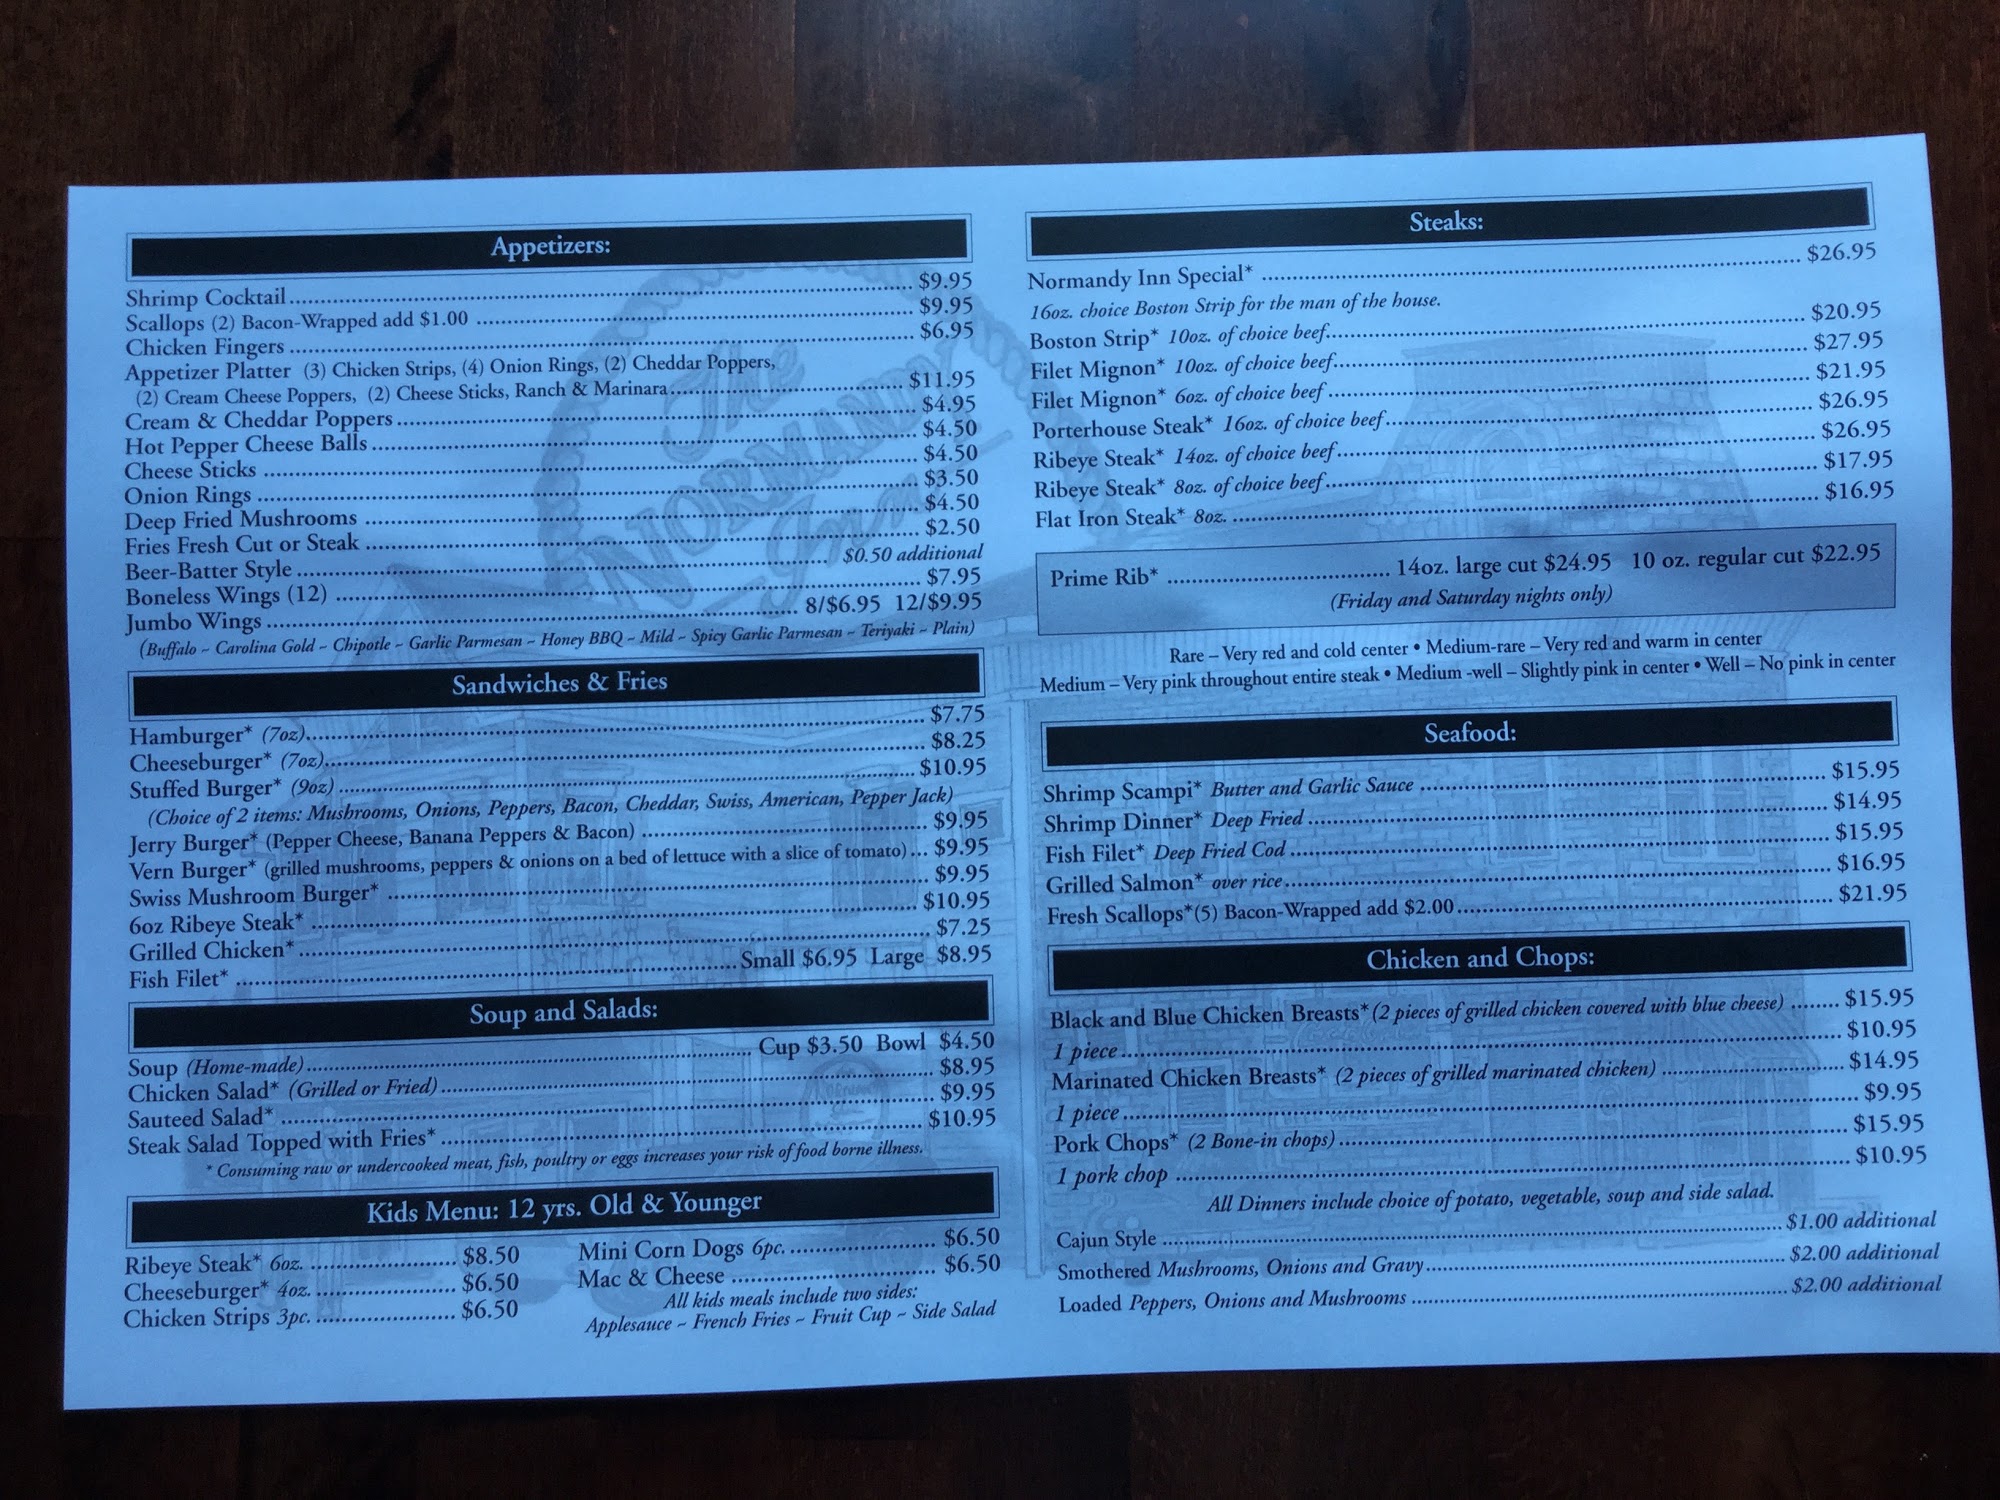 Appetizers:
Shrimp Cocktail $9.95
Scallops (2) Bacon-Wrapped add $1.00 $9.95
Chicken Fingers $6.95
Appetizer Platter (3) Chicken Strips, (4) Onion Rings, (2) Cheddar Poppers,
(2) Cream Cheese Poppers, (2) Cheese Sticks, Ranch & Marinara $11.95
Cream & Cheddar Poppers $4.95
Hot Pepper Cheese Balls $4.50
Cheese Sticks $4.50
Onion Rings $3.50
Deep Fried Mushrooms $4.50
Fries Fresh Cut or Steak $2.50
Beer-Batter Style $0.50 additional
Boneless Wings (12) $7.95
Jumbo Wings 8/$6.95 12/$9.95
(Buffalo ~ Carolina Gold ~ Chipotle ~ Garlic Parmesan ~ Honey BBQ ~ Mild ~ Spicy Garlic Parmesan ~ Teriyaki ~ Plain)
The
NORMANDY
Inn
Sandwiches & Fries
Hamburger* (7oz) $7.75
Cheeseburger* (7oz) $8.25
Stuffed Burger* (9oz) $10.95
(Choice of 2 items: Mushrooms, Onions, Peppers, Bacon, Cheddar, Swiss, American, Pepper Jack)
Jerry Burger* (Pepper Cheese, Banana Peppers & Bacon) $9.95
Vern Burger* (grilled mushrooms, peppers & onions on a bed of lettuce with a slice of tomato) $9.95
Swiss Mushroom Burger* $9.95
6oz Ribeye Steak* $10.95
Grilled Chicken* $7.25
Fish Filet* Small $6.95 Large $8.95
Soup and Salads:
Soup (Home-made) Cup $3.50 Bowl $4.50
Chicken Salad* (Grilled or Fried) $8.95
Sauteed Salad* $9.95
Steak Salad Topped with Fries* $10.95
* Consuming raw or undercooked meat, fish, poultry or eggs increases your risk of food borne illness.
Kids Menu: 12 yrs. Old & Younger
Ribeye Steak* 6oz. $8.50
Cheeseburger* 4oz. $6.50
Chicken Strips 3pc. $6.50
Mini Corn Dogs 6pc. $6.50
Mac & Cheese $6.50
All kids meals include two sides:
Applesauce ~ French Fries ~ Fruit Cup ~ Side Salad
Steaks:
Normandy Inn Special* $26.95
16oz. choice Boston Strip for the man of the house.
Boston Strip* 10oz. of choice beef $20.95
Filet Mignon* 10oz. of choice beef $27.95
Filet Mignon* 6oz. of choice beef $21.95
Porterhouse Steak* 16oz. of choice beef $26.95
Ribeye Steak* 14oz. of choice beef $26.95
Ribeye Steak* 8oz. of choice beef $17.95
Flat Iron Steak* 8oz. $16.95
Prime Rib* 14oz. large cut $24.95 10 oz. regular cut $22.95
(Friday and Saturday nights only)
Rare – Very red and cold center • Medium-rare – Very red and warm in center
Medium – Very pink throughout entire steak • Medium -well – Slightly pink in center • Well – No pink in center
Seafood:
Shrimp Scampi* Butter and Garlic Sauce $15.95
Shrimp Dinner* Deep Fried $14.95
Fish Filet* Deep Fried Cod $15.95
Grilled Salmon* over rice $16.95
Fresh Scallops*(5) Bacon-Wrapped add $2.00 $21.95
Chicken and Chops:
Black and Blue Chicken Breasts* (2 pieces of grilled chicken covered with blue cheese) $15.95
1 piece $10.95
Marinated Chicken Breasts* (2 pieces of grilled marinated chicken) $14.95
1 piece $9.95
Pork Chops* (2 Bone-in chops) $15.95
1 pork chop $10.95
All Dinners include choice of potato, vegetable, soup and side salad.
Cajun Style $1.00 additional
Smothered Mushrooms, Onions and Gravy $2.00 additional
Loaded Peppers, Onions and Mushrooms $2.00 additional